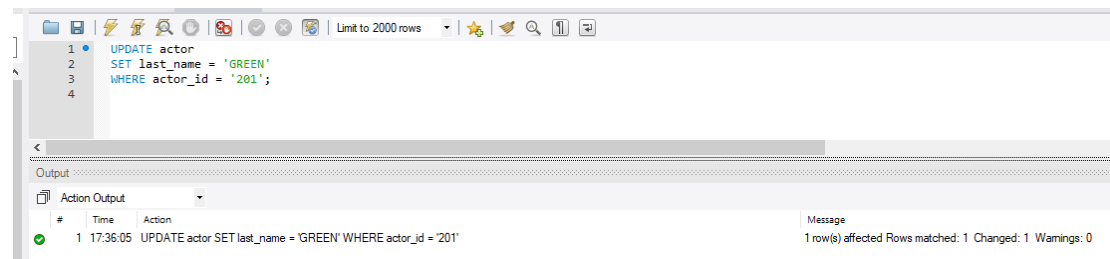 Limit to 2000 rows
1 UPDATE actor
2 SET last_name = 'GREEN'
3 WHERE actor_id = '201';
4
Output
Action Output
# Time Action Message
1 17:36:05 UPDATE actor SET last_name = 'GREEN' WHERE actor_id = '201' 1 row(s) affected Rows matched: 1 Changed: 1 Warnings: 0